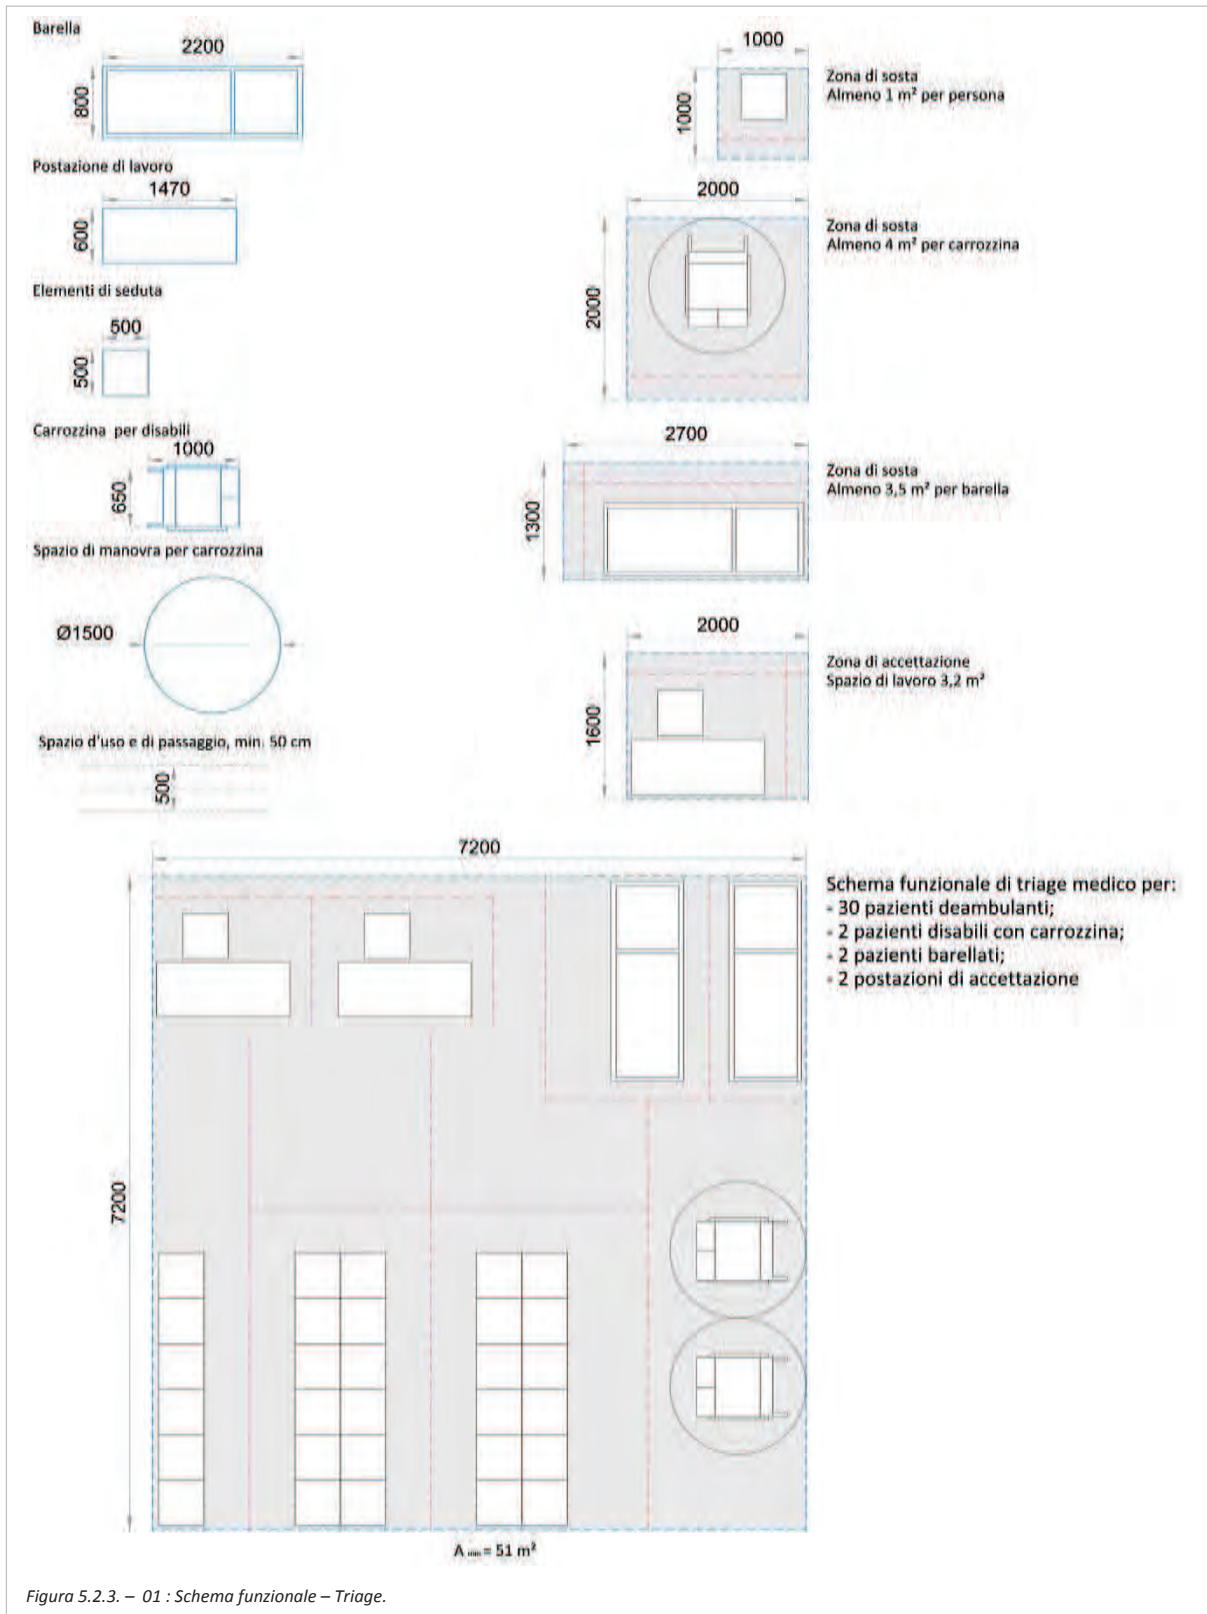 Barella
2200
800
Postazione di lavoro
1470
600
Elementi di seduta
500
500
Carrozzina per disabili
1000
650
Spazio di manovra per carrozzina
Ø1500
Spazio d'uso e di passaggio, min. 50 cm
500
1000
1000
Zona di sosta
Almeno 1 m² per persona
2000
2000
Zona di sosta
Almeno 4 m² per carrozzina
2700
1300
Zona di sosta
Almeno 3,5 m² per barella
2000
1600
Zona di accettazione
Spazio di lavoro 3,2 m²
7200
7200
Schema funzionale di triage medico per:
- 30 pazienti deambulanti;
- 2 pazienti disabili con carrozzina;
- 2 pazienti barellati;
- 2 postazioni di accettazione
A = 51 m²
Figura 5.2.3. – 01 : Schema funzionale – Triage.